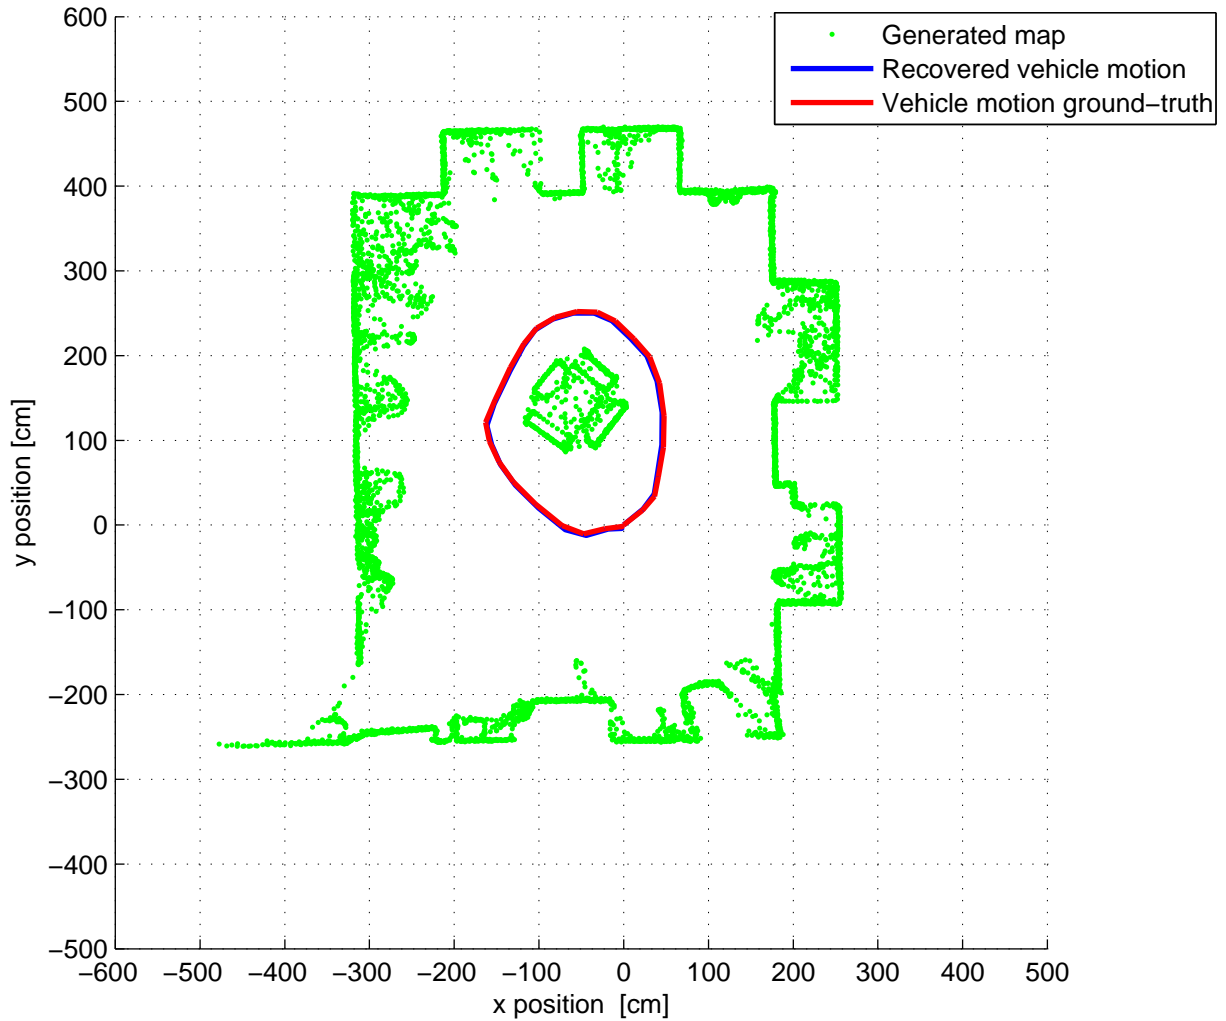 600
500
400
300
200
100
0
−100
−200
−300
−400
−500
y position [cm]
Generated map
Recovered vehicle motion
Vehicle motion ground−truth
−600 −500 −400 −300 −200 −100 0 100 200 300 400 500
x position [cm]